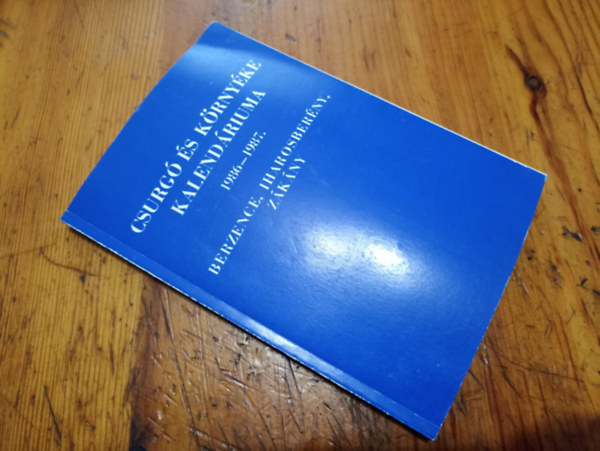 CSURGÓ ÉS KÖRNYÉKE
KALENDÁRIUMA
1986–1987.
BERZENCE, IHAROSBERÉNY,
ZÁKÁNY